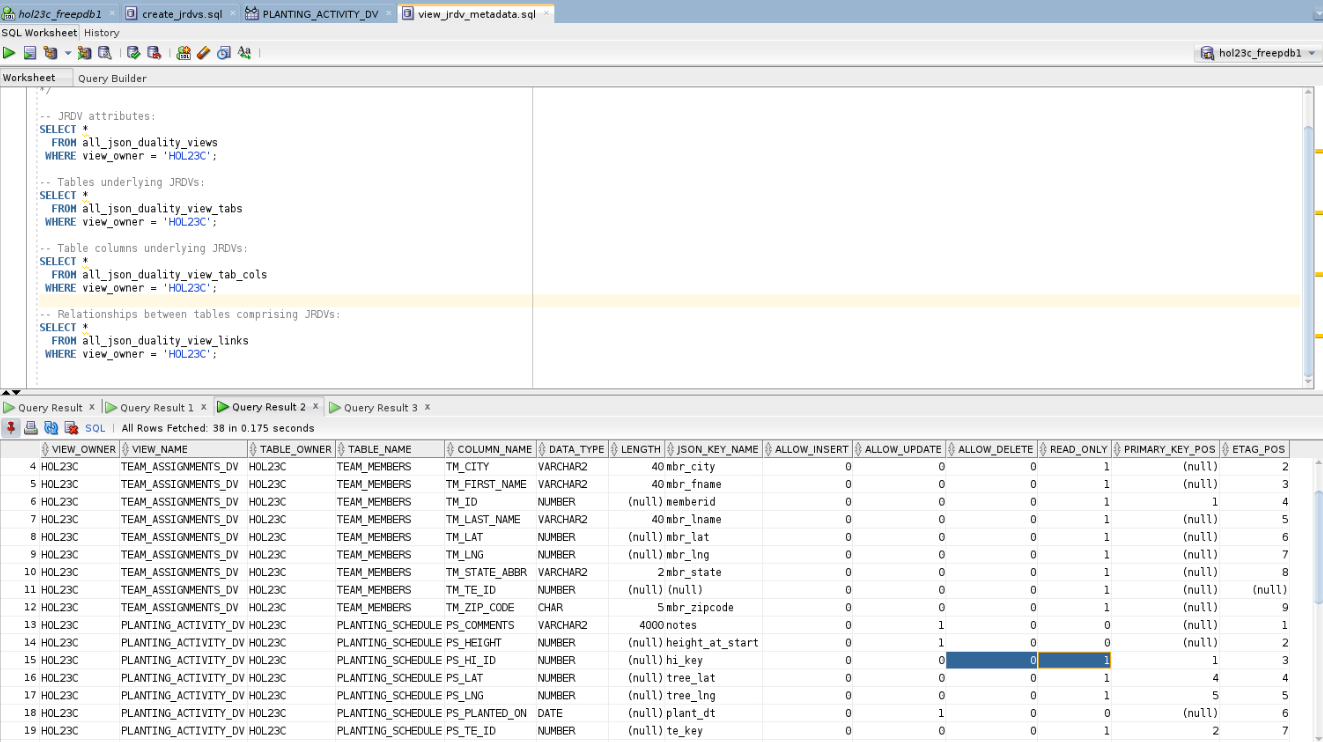 hol23c_freepdb1 × create_jrdvs.sql × PLANTING_ACTIVITY_DV × view_jrdv_metadata.sql ×
SQL Worksheet History
hol23c_freepdb1
Worksheet Query Builder
*/
-- JRDV attributes:
SELECT *
FROM all_json_duality_views
WHERE view_owner = 'HOL23C';
-- Tables underlying JRDVs:
SELECT *
FROM all_json_duality_view_tabs
WHERE view_owner = 'HOL23C';
-- Table columns underlying JRDVs:
SELECT *
FROM all_json_duality_view_tab_cols
WHERE view_owner = 'HOL23C';
-- Relationships between tables comprising JRDVs:
SELECT *
FROM all_json_duality_view_links
WHERE view_owner = 'HOL23C';
Query Result × Query Result 1 × Query Result 2 × Query Result 3 ×
SQL | All Rows Fetched: 38 in 0.175 seconds
VIEW_OWNER VIEW_NAME TABLE_OWNER TABLE_NAME COLUMN_NAME DATA_TYPE LENGTH JSON_KEY_NAME ALLOW_INSERT ALLOW_UPDATE ALLOW_DELETE READ_ONLY PRIMARY_KEY_POS ETAG_POS
4 HOL23C TEAM_ASSIGNMENTS_DV HOL23C TEAM_MEMBERS TM_CITY VARCHAR2 40 mbr_city 0 0 0 1 (null) 2
5 HOL23C TEAM_ASSIGNMENTS_DV HOL23C TEAM_MEMBERS TM_FIRST_NAME VARCHAR2 40 mbr_fname 0 0 0 1 (null) 3
6 HOL23C TEAM_ASSIGNMENTS_DV HOL23C TEAM_MEMBERS TM_ID NUMBER (null) memberid 0 0 0 1 1 4
7 HOL23C TEAM_ASSIGNMENTS_DV HOL23C TEAM_MEMBERS TM_LAST_NAME VARCHAR2 40 mbr_lname 0 0 0 1 (null) 5
8 HOL23C TEAM_ASSIGNMENTS_DV HOL23C TEAM_MEMBERS TM_LAT NUMBER (null) mbr_lat 0 0 0 1 (null) 6
9 HOL23C TEAM_ASSIGNMENTS_DV HOL23C TEAM_MEMBERS TM_LNG NUMBER (null) mbr_lng 0 0 0 1 (null) 7
10 HOL23C TEAM_ASSIGNMENTS_DV HOL23C TEAM_MEMBERS TM_STATE_ABBR VARCHAR2 2 mbr_state 0 0 0 1 (null) 8
11 HOL23C TEAM_ASSIGNMENTS_DV HOL23C TEAM_MEMBERS TM_TE_ID NUMBER (null) (null) 0 0 0 1 (null) (null)
12 HOL23C TEAM_ASSIGNMENTS_DV HOL23C TEAM_MEMBERS TM_ZIP_CODE CHAR 5 mbr_zipcode 0 0 0 1 (null) 9
13 HOL23C PLANTING_ACTIVITY_DV HOL23C PLANTING_SCHEDULE PS_COMMENTS VARCHAR2 4000 notes 0 1 0 0 (null) 1
14 HOL23C PLANTING_ACTIVITY_DV HOL23C PLANTING_SCHEDULE PS_HEIGHT NUMBER (null) height_at_start 0 1 0 0 (null) 2
15 HOL23C PLANTING_ACTIVITY_DV HOL23C PLANTING_SCHEDULE PS_HI_ID NUMBER (null) hi_key 0 0 0 1 1 3
16 HOL23C PLANTING_ACTIVITY_DV HOL23C PLANTING_SCHEDULE PS_LAT NUMBER (null) tree_lat 0 0 0 1 4 4
17 HOL23C PLANTING_ACTIVITY_DV HOL23C PLANTING_SCHEDULE PS_LNG NUMBER (null) tree_lng 0 0 0 1 5 5
18 HOL23C PLANTING_ACTIVITY_DV HOL23C PLANTING_SCHEDULE PS_PLANTED_ON DATE (null) plant_dt 0 1 0 0 (null) 6
19 HOL23C PLANTING_ACTIVITY_DV HOL23C PLANTING_SCHEDULE PS_TE_ID NUMBER (null) te_key 0 0 0 1 2 7